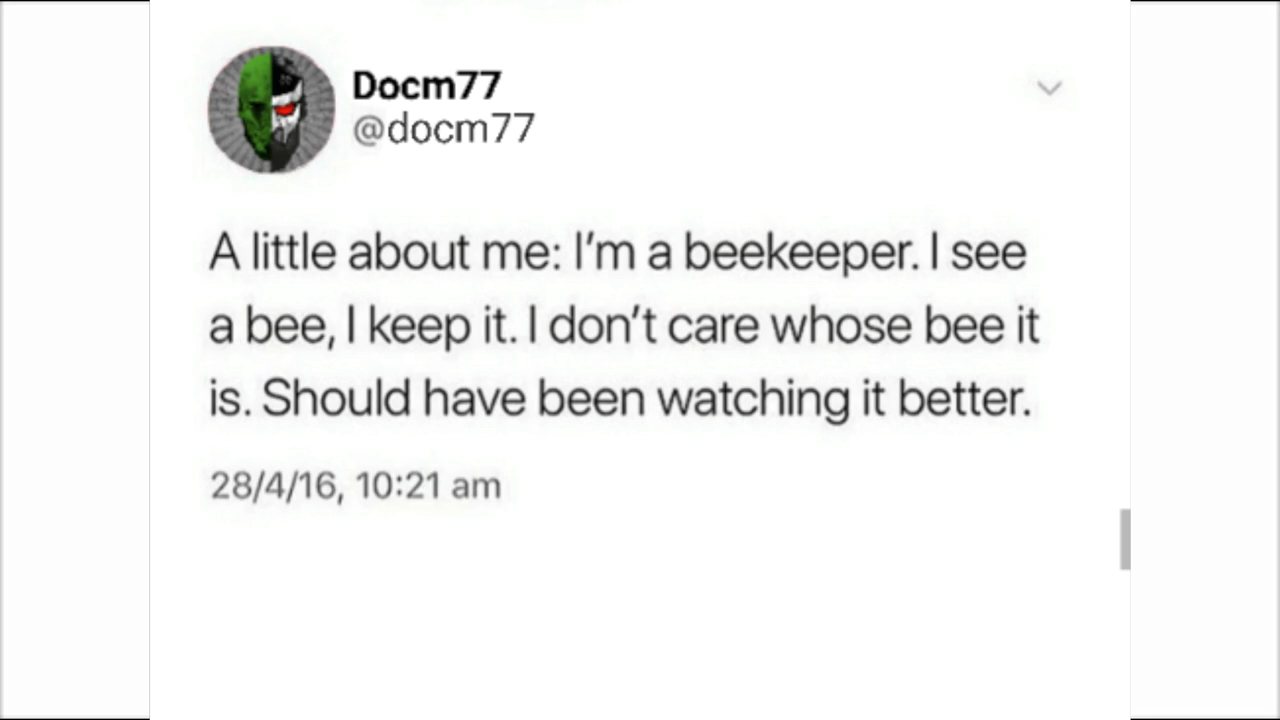 Docm77
@docm77
A little about me: I’m a beekeeper. I see
a bee, I keep it. I don’t care whose bee it
is. Should have been watching it better.
28/4/16, 10:21 am